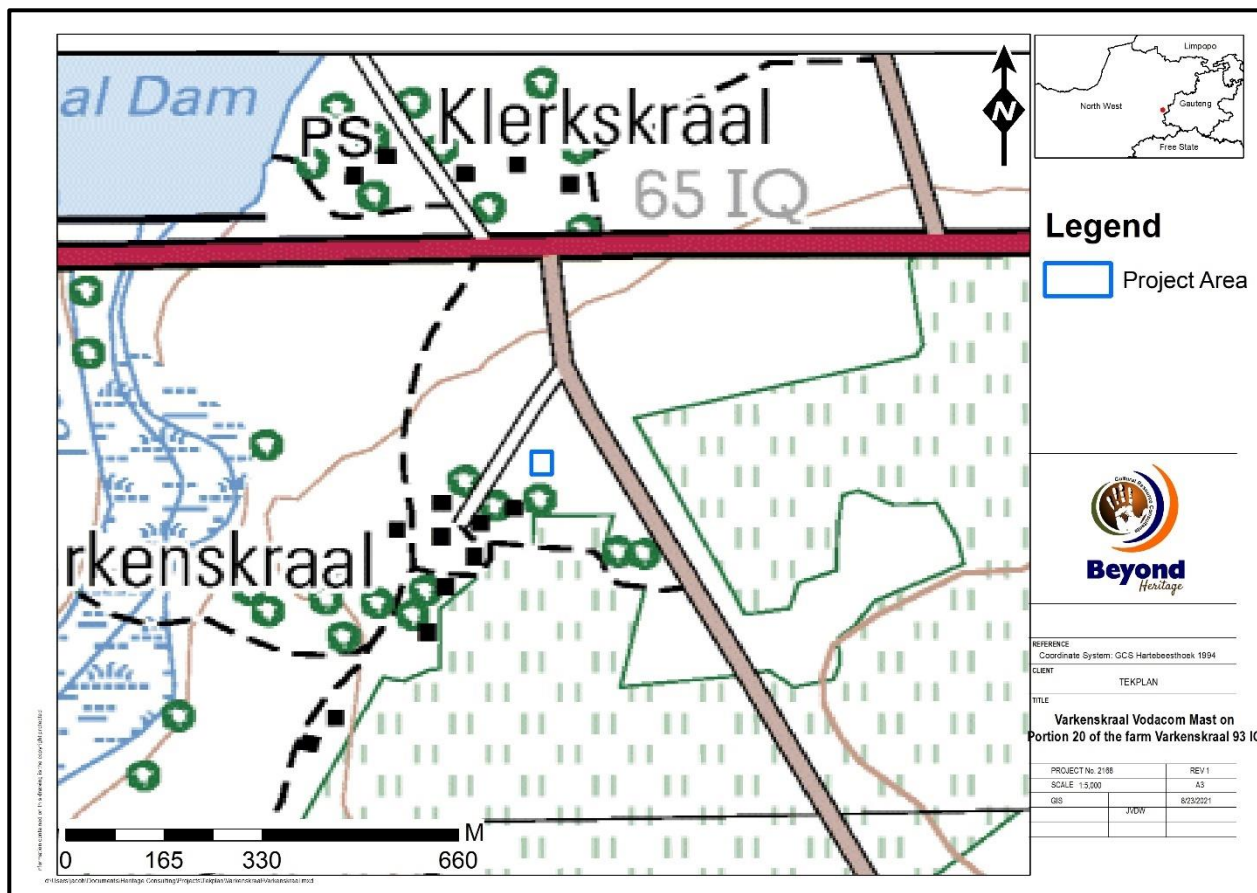 al Dam
PS
Klerkskraal
65 IQ
rkenskraal
M
0 165 330 660
N
Limpopo
North West
Gauteng
Free State
Legend
Project Area
Beyond
Heritage
REFERENCE
Coordinate System: GCS Hartebeesthoek 1994
CLIENT
TEKPLAN
TITLE
Varkenskraal Vodacom Mast on
Portion 20 of the farm Varkenskraal 93 IQ
PROJECT No. 2168 REV 1
SCALE 1:5,000 A3
GIS JVDW 8/23/2021